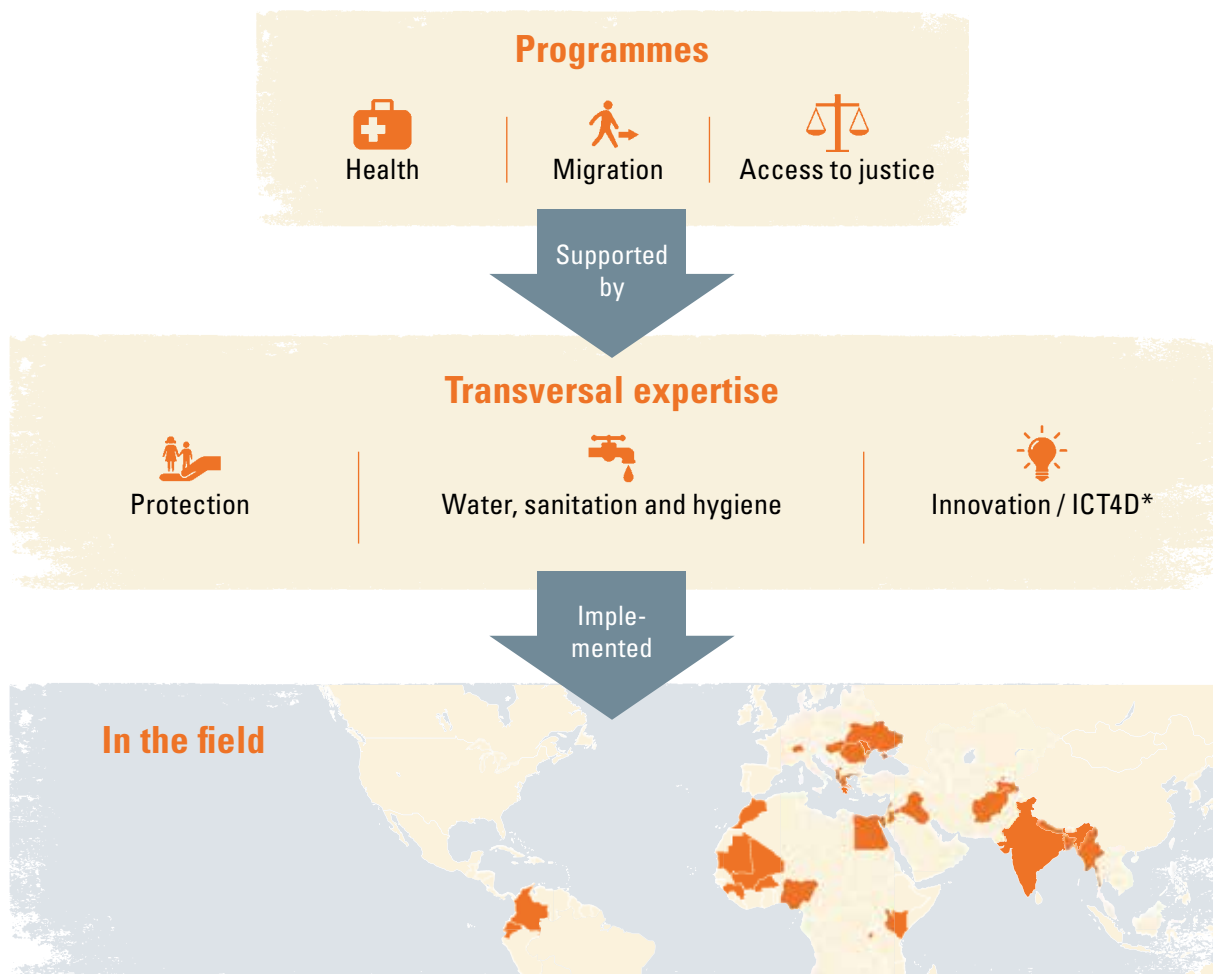 Programmes
Health
Migration
Access to justice
Supported
by
Transversal expertise
Protection
Water, sanitation and hygiene
Innovation / ICT4D*
Imple-
mented
In the field